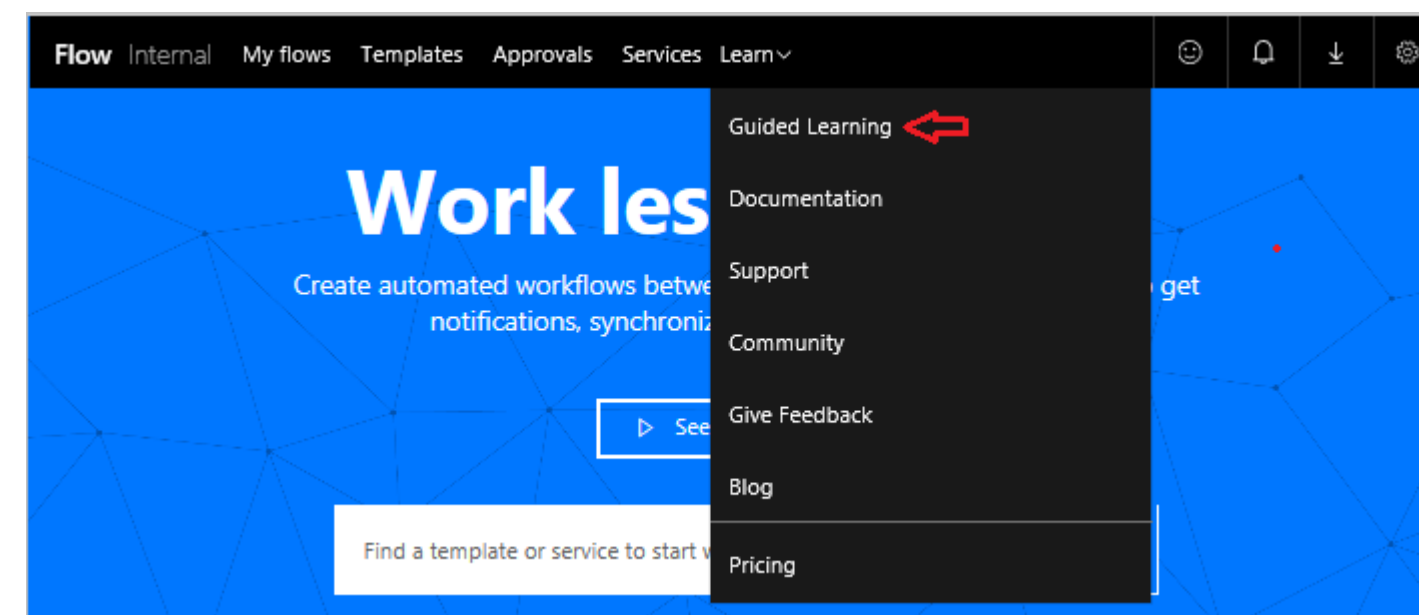 Flow Internal My flows Templates Approvals Services Learn
Guided Learning
Documentation
Support
Community
Give Feedback
Blog
Pricing
Work les
Create automated workflows betwe
get
notifications, synchroniz
See
Find a template or service to start